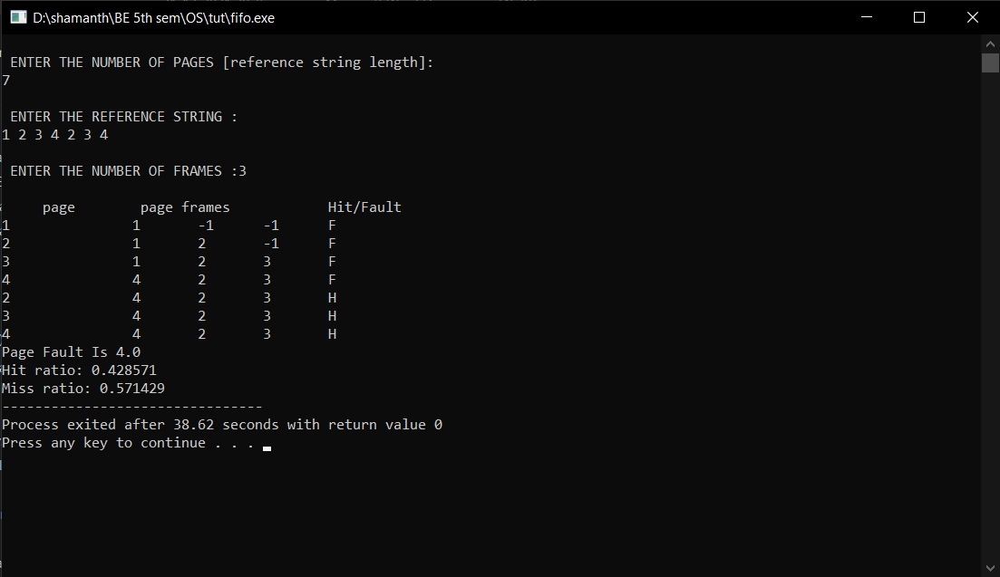 D:\shamanth\BE 5th sem\OS\tut\fifo.exe
ENTER THE NUMBER OF PAGES [reference string length]:
7
ENTER THE REFERENCE STRING :
1 2 3 4 2 3 4
ENTER THE NUMBER OF FRAMES :3
page page frames Hit/Fault
1 1 -1 -1 F
2 1 2 -1 F
3 1 2 3 F
4 4 2 3 F
2 4 2 3 H
3 4 2 3 H
4 4 2 3 H
Page Fault Is 4.0
Hit ratio: 0.428571
Miss ratio: 0.571429
--------------------------------
Process exited after 38.62 seconds with return value 0
Press any key to continue . . .